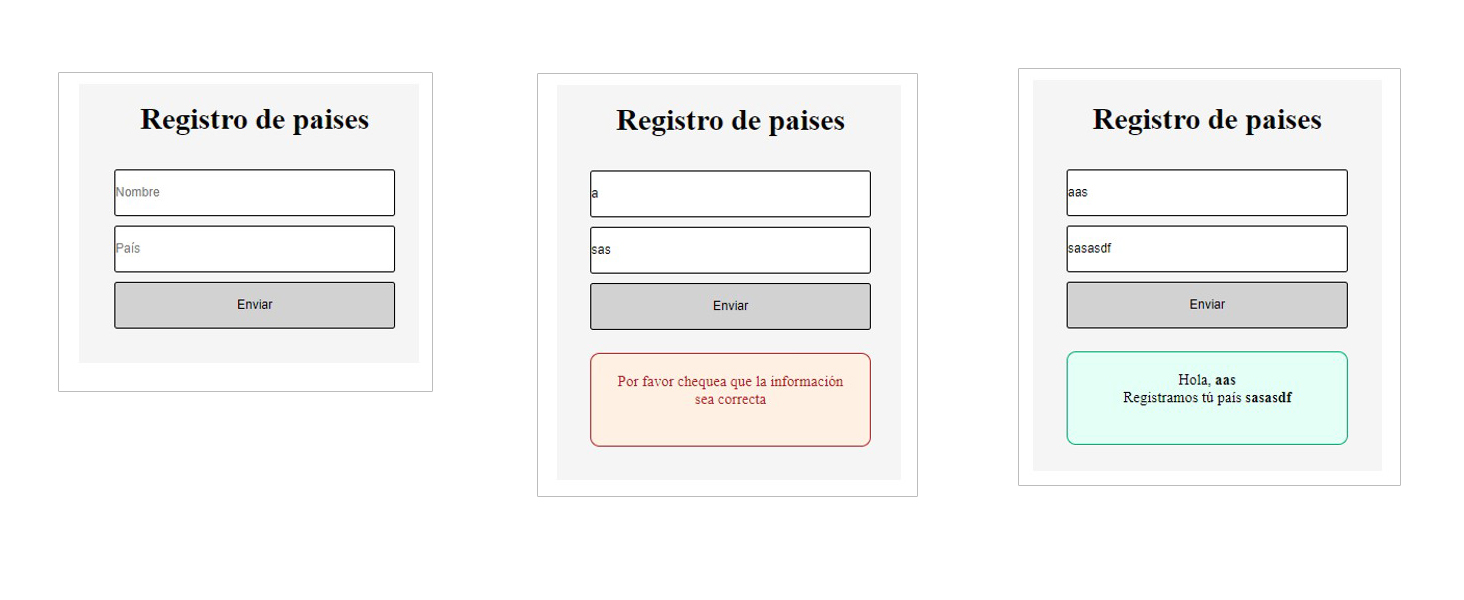 Registro de paises
Nombre
País
Enviar
Registro de paises
a
sas
Enviar
Por favor chequea que la información
sea correcta
Registro de paises
aas
sasasdf
Enviar
Hola, aas
Registramos tú país sasasdf